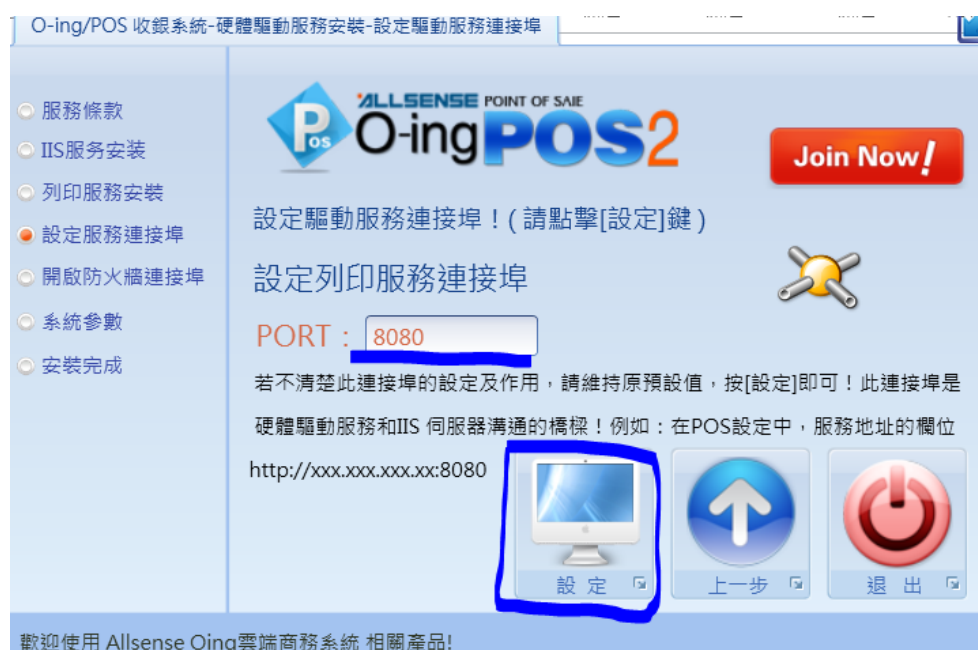 O-ing/POS 收銀系統-硬體驅動服務安裝-設定驅動服務連接埠
服務條款
IIS服务安装
列印服務安裝
設定服務連接埠
開啟防火牆連接埠
系統參數
安裝完成
Pos
ALLSENSE POINT OF SAlE
O-ing POS2
Join Now!
設定驅動服務連接埠！(請點擊[設定]鍵)
設定列印服務連接埠
PORT： 8080
若不清楚此連接埠的設定及作用，請維持原預設值，按[設定]即可！此連接埠是
硬體驅動服務和IIS 伺服器溝通的橋樑！例如：在POS設定中，服務地址的欄位
http://xxx.xxx.xxx.xx:8080
設 定
上一步
退 出
歡迎使用 Allsense Oing雲端商務系統 相關產品!